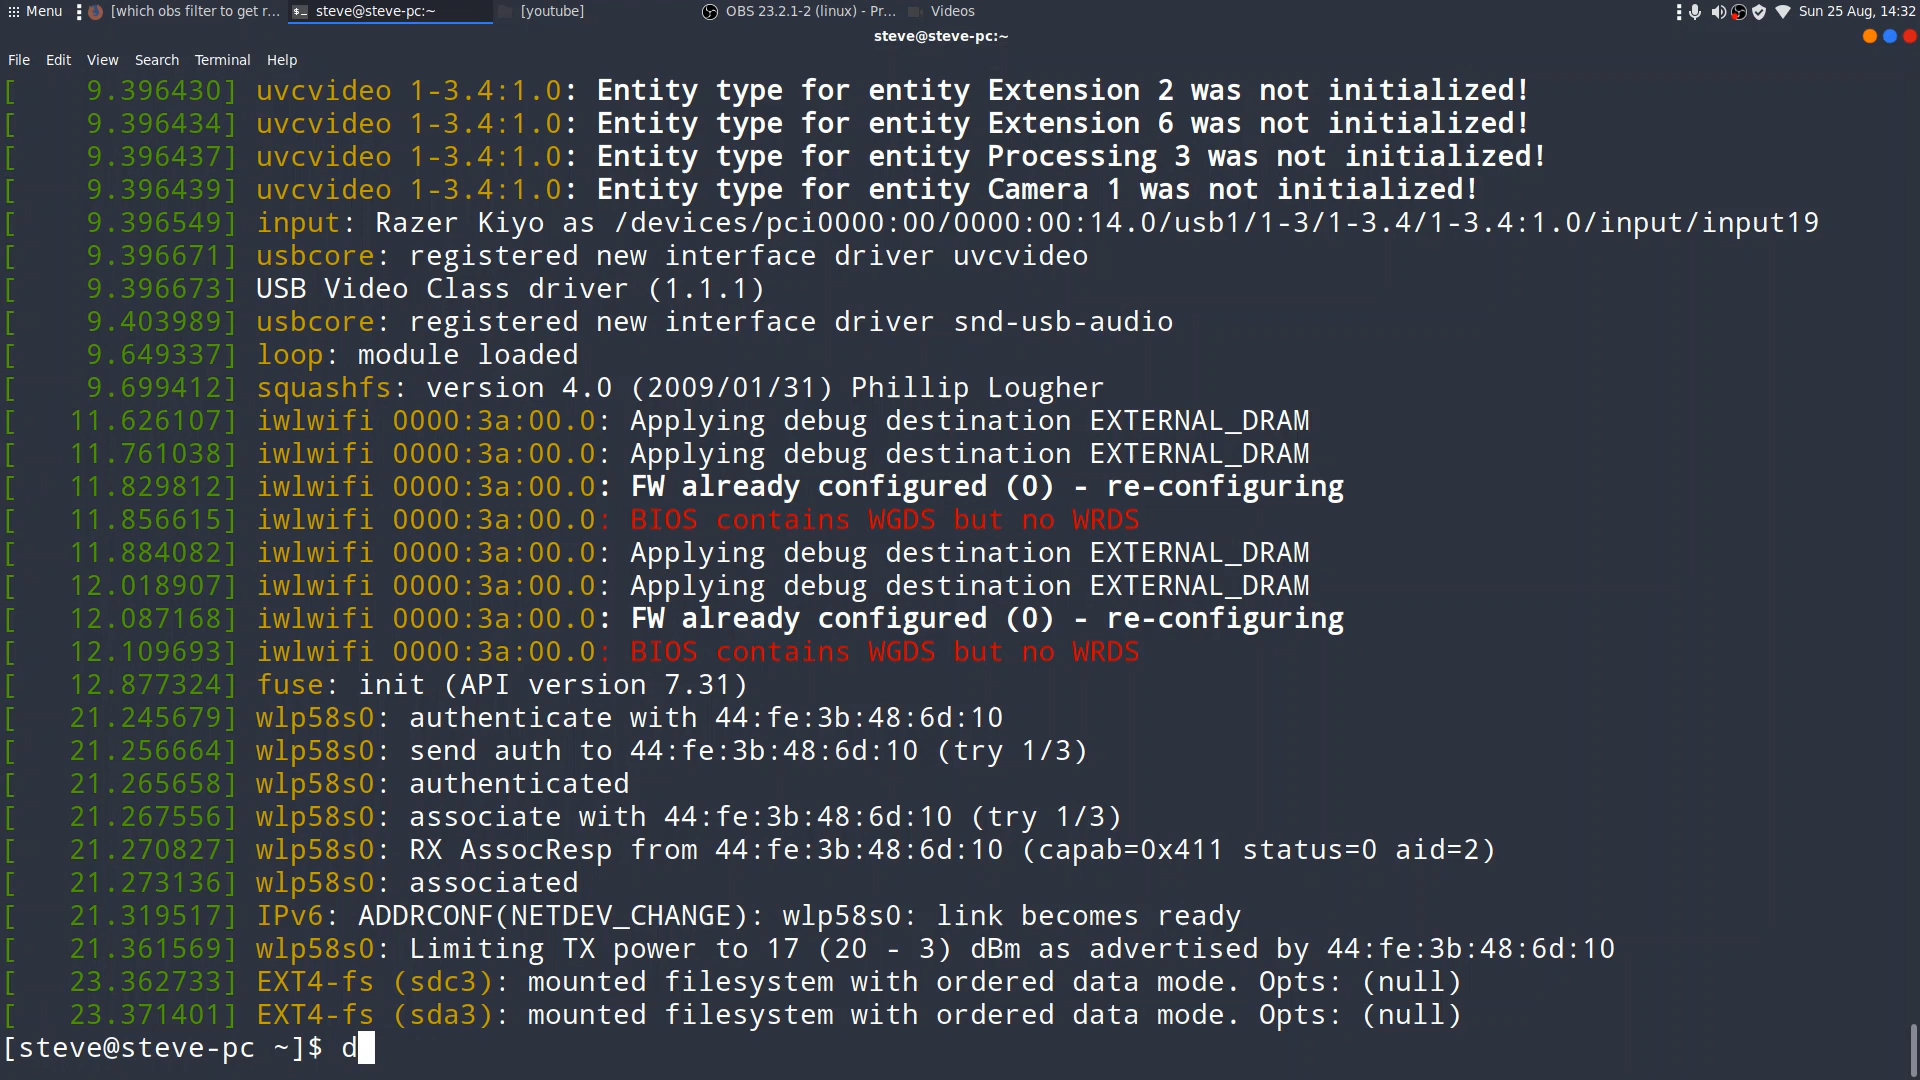 Menu [which obs filter to get r... steve@steve-pc:~ [youtube] OBS 23.2.1-2 (linux) - Pr... Videos Sun 25 Aug, 14:32
steve@steve-pc:~
File Edit View Search Terminal Help
[    9.396430] uvcvideo 1-3.4:1.0: Entity type for entity Extension 2 was not initialized!
[    9.396434] uvcvideo 1-3.4:1.0: Entity type for entity Extension 6 was not initialized!
[    9.396437] uvcvideo 1-3.4:1.0: Entity type for entity Processing 3 was not initialized!
[    9.396439] uvcvideo 1-3.4:1.0: Entity type for entity Camera 1 was not initialized!
[    9.396549] input: Razer Kiyo as /devices/pci0000:00/0000:00:14.0/usb1/1-3/1-3.4/1-3.4:1.0/input/input19
[    9.396671] usbcore: registered new interface driver uvcvideo
[    9.396673] USB Video Class driver (1.1.1)
[    9.403989] usbcore: registered new interface driver snd-usb-audio
[    9.649337] loop: module loaded
[    9.699412] squashfs: version 4.0 (2009/01/31) Phillip Lougher
[   11.626107] iwlwifi 0000:3a:00.0: Applying debug destination EXTERNAL_DRAM
[   11.761038] iwlwifi 0000:3a:00.0: Applying debug destination EXTERNAL_DRAM
[   11.829812] iwlwifi 0000:3a:00.0: FW already configured (0) - re-configuring
[   11.856615] iwlwifi 0000:3a:00.0: BIOS contains WGDS but no WRDS
[   11.884082] iwlwifi 0000:3a:00.0: Applying debug destination EXTERNAL_DRAM
[   12.018907] iwlwifi 0000:3a:00.0: Applying debug destination EXTERNAL_DRAM
[   12.087168] iwlwifi 0000:3a:00.0: FW already configured (0) - re-configuring
[   12.109693] iwlwifi 0000:3a:00.0: BIOS contains WGDS but no WRDS
[   12.877324] fuse: init (API version 7.31)
[   21.245679] wlp58s0: authenticate with 44:fe:3b:48:6d:10
[   21.256664] wlp58s0: send auth to 44:fe:3b:48:6d:10 (try 1/3)
[   21.265658] wlp58s0: authenticated
[   21.267556] wlp58s0: associate with 44:fe:3b:48:6d:10 (try 1/3)
[   21.270827] wlp58s0: RX AssocResp from 44:fe:3b:48:6d:10 (capab=0x411 status=0 aid=2)
[   21.273136] wlp58s0: associated
[   21.319517] IPv6: ADDRCONF(NETDEV_CHANGE): wlp58s0: link becomes ready
[   21.361569] wlp58s0: Limiting TX power to 17 (20 - 3) dBm as advertised by 44:fe:3b:48:6d:10
[   23.362733] EXT4-fs (sdc3): mounted filesystem with ordered data mode. Opts: (null)
[   23.371401] EXT4-fs (sda3): mounted filesystem with ordered data mode. Opts: (null)
[steve@steve-pc ~]$ d